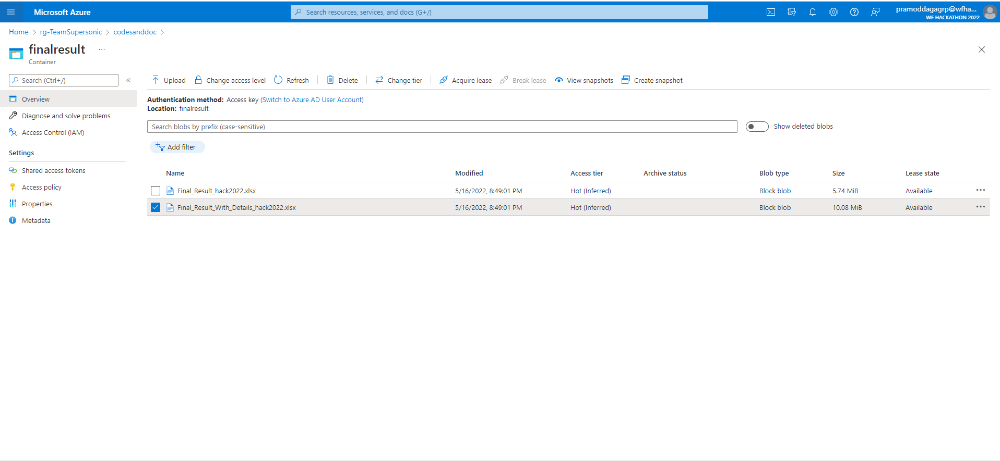 Microsoft Azure
Search resources, services, and docs (G+/)
pramoddagagrp@wfha...
WF HACKATHON 2022
Home > rg-TeamSupersonic > codesanddoc >
finalresult ...
Container
Search (Ctrl+/) «
Overview
Diagnose and solve problems
Access Control (IAM)
Settings
Shared access tokens
Access policy
Properties
Metadata
Upload Change access level Refresh Delete Change tier Acquire lease Break lease View snapshots Create snapshot
Authentication method: Access key (Switch to Azure AD User Account)
Location: finalresult
Search blobs by prefix (case-sensitive) Show deleted blobs
Add filter
Name Modified Access tier Archive status Blob type Size Lease state
Final_Result_hack2022.xlsx 5/16/2022, 8:49:01 PM Hot (Inferred) Block blob 5.74 MiB Available ...
Final_Result_With_Details_hack2022.xlsx 5/16/2022, 8:49:01 PM Hot (Inferred) Block blob 10.08 MiB Available ...